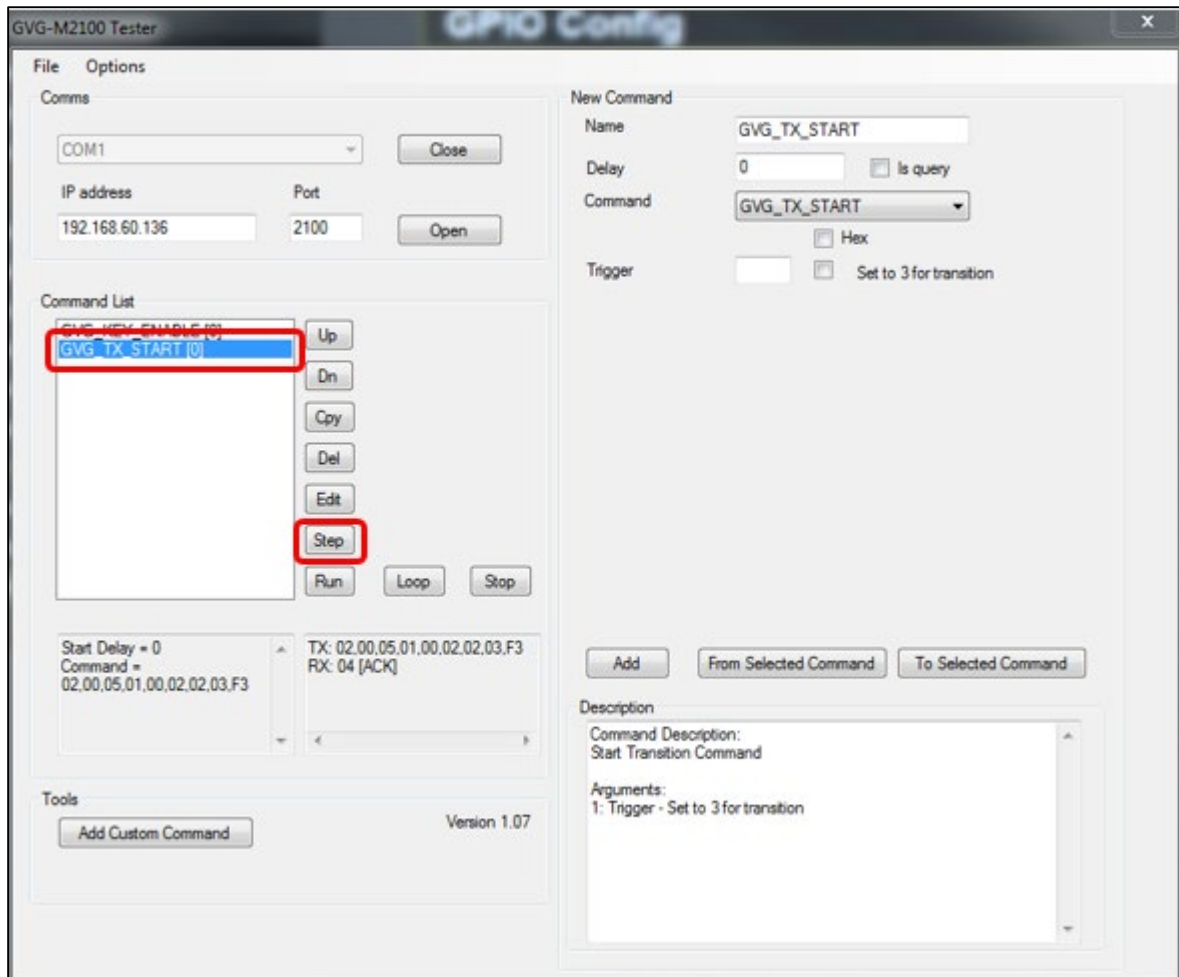 GPIO Config
GVG-M2100 Tester
x
File Options
Comms
COM1
Close
IP address
Port
192.168.60.136
2100
Open
Command List
GVG_KEY_ENABLE [0]
GVG_TX_START [0]
Up
Dn
Cpy
Del
Edit
Step
Run
Loop
Stop
Start Delay = 0
Command =
02,00,05,01,00,02,02,03,F3
TX: 02,00,05,01,00,02,02,03,F3
RX: 04 [ACK]
Tools
Add Custom Command
Version 1.07
New Command
Name
GVG_TX_START
Delay
0
Is query
Command
GVG_TX_START
Hex
Trigger
Set to 3 for transition
Add
From Selected Command
To Selected Command
Description
Command Description:
Start Transition Command
Arguments:
1: Trigger - Set to 3 for transition